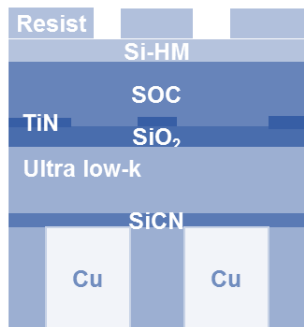 Resist
Si-HM
SOC
TiN
SiO₂
Ultra low-k
SiCN
Cu Cu